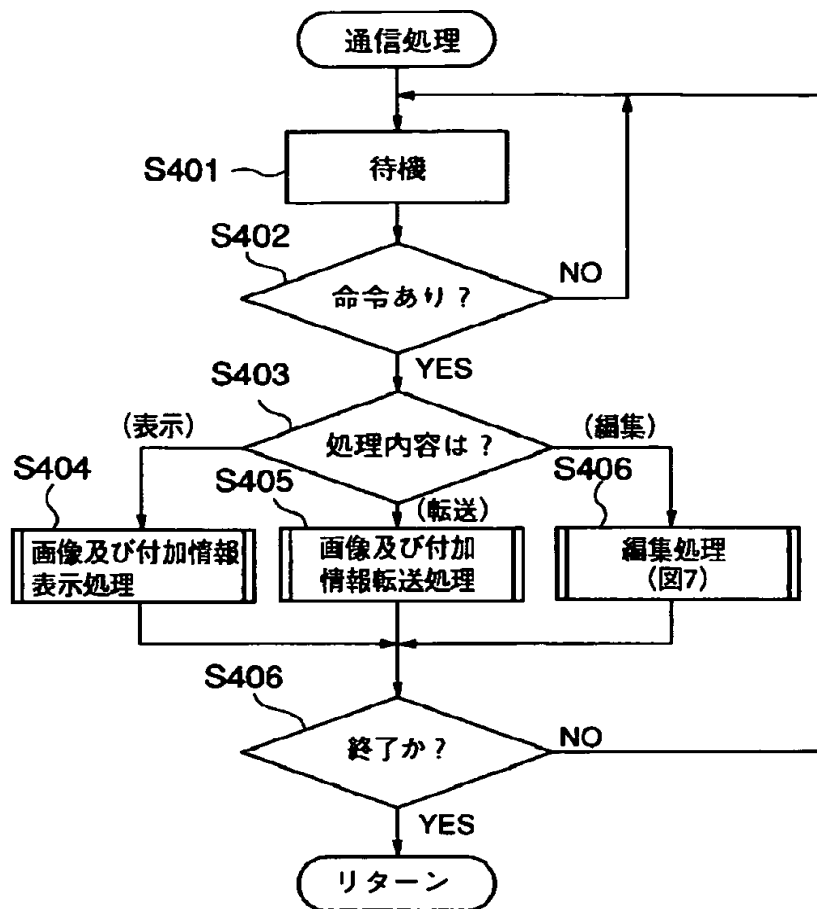 通信処理
S401
待機
S402
命令あり?
NO
YES
S403
(表示)
処理内容は?
(編集)
S404
S405
(転送)
S406
画像及び付加情報
表示処理
画像及び付加
情報転送処理
編集処理
(図7)
S406
終了か?
NO
YES
リターン